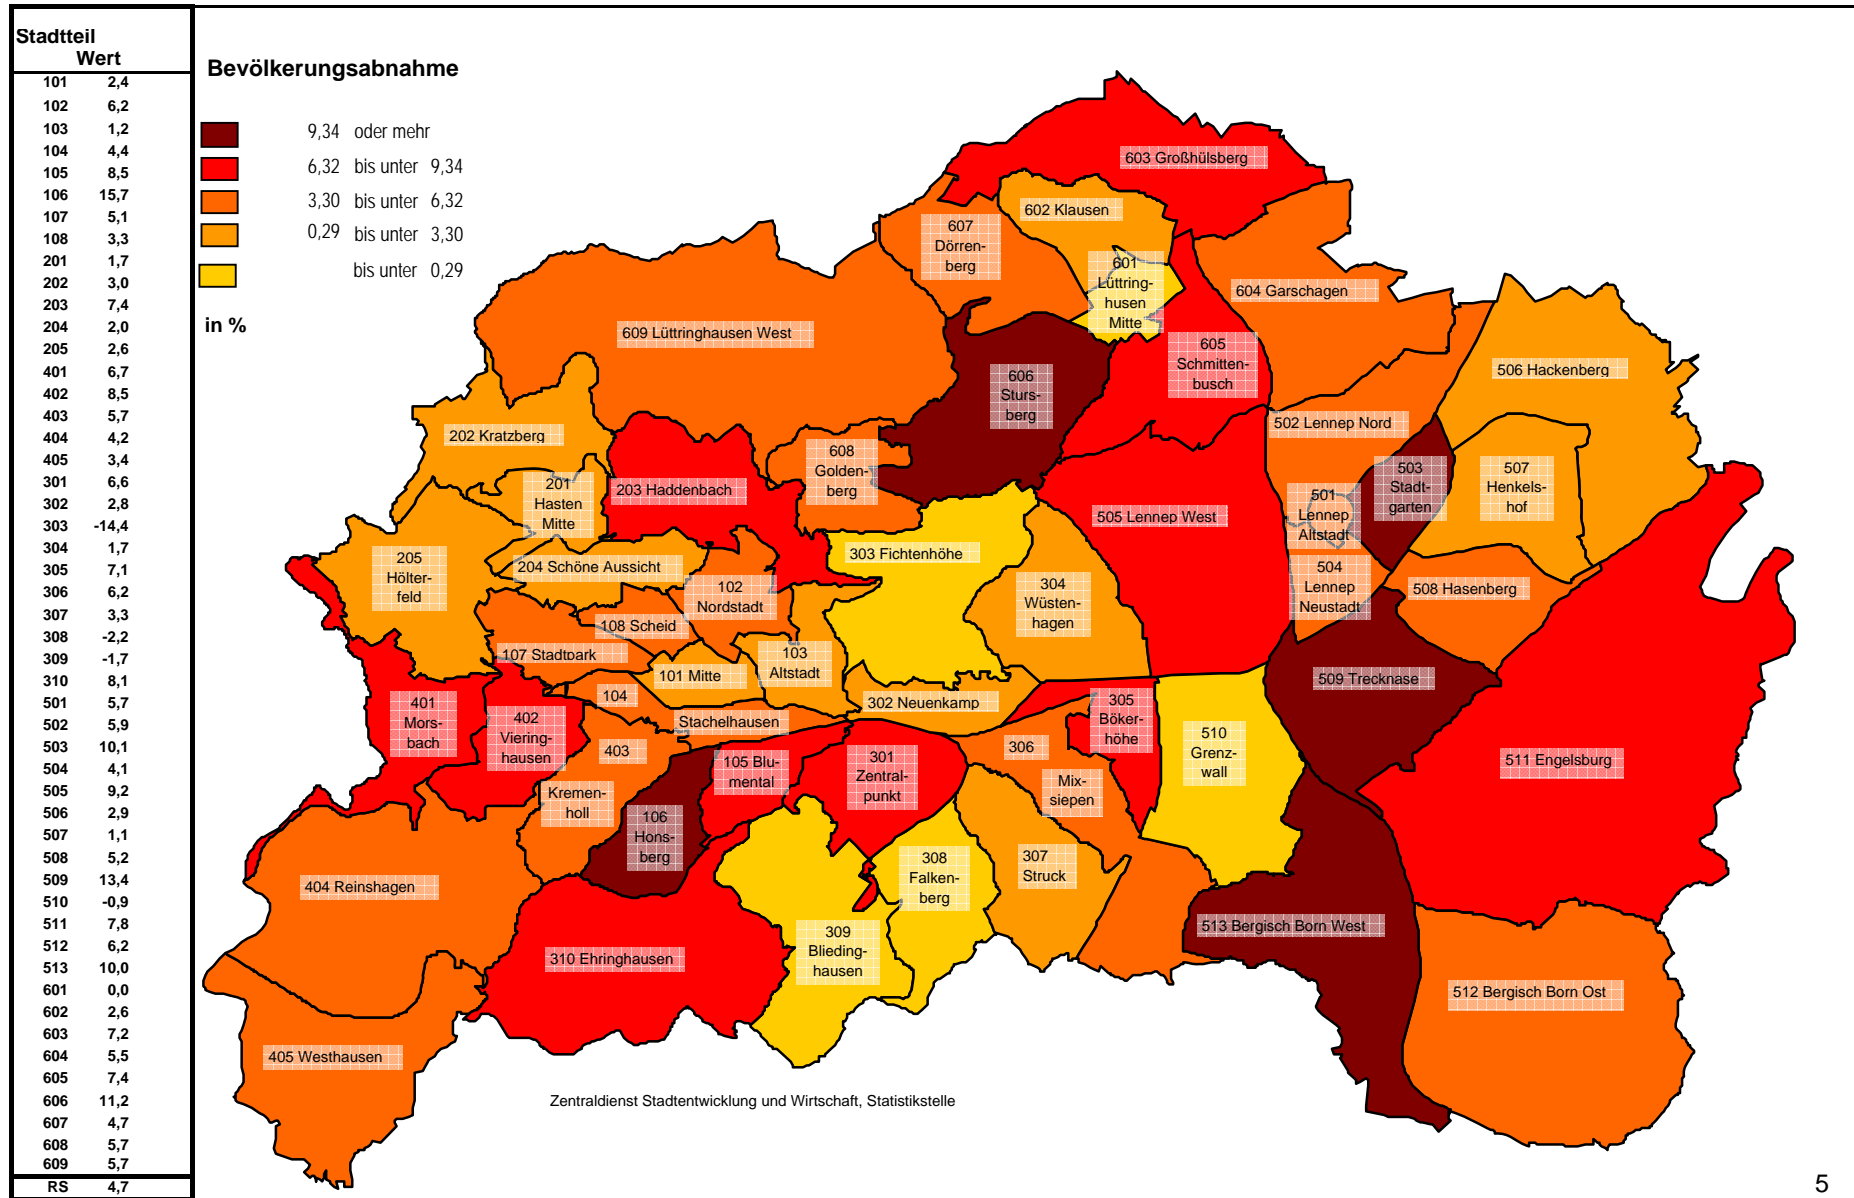 Stadtteil
Wert
101 2,4
102 6,2
103 1,2
104 4,4
105 8,5
106 15,7
107 5,1
108 3,3
201 1,7
202 3,0
203 7,4
204 2,0
205 2,6
401 6,7
402 8,5
403 5,7
404 4,2
405 3,4
301 6,6
302 2,8
303 -14,4
304 1,7
305 7,1
306 6,2
307 3,3
308 -2,2
309 -1,7
310 8,1
501 5,7
502 5,9
503 10,1
504 4,1
505 9,2
506 2,9
507 1,1
508 5,2
509 13,4
510 -0,9
511 7,8
512 6,2
513 10,0
601 0,0
602 2,6
603 7,2
604 5,5
605 7,4
606 11,2
607 4,7
608 5,7
609 5,7
RS 4,7
Bevölkerungsabnahme
9,34 oder mehr
6,32 bis unter 9,34
3,30 bis unter 6,32
0,29 bis unter 3,30
bis unter 0,29
in %
603 Großhülsberg
602 Klausen
607
Dörren-
berg
601
Lüttring-
husen
Mitte
604 Garschagen
609 Lüttringhausen West
605
Schmitten-
busch
606
Sturs-
berg
506 Hackenberg
502 Lennep Nord
202 Kratzberg
608
Golden-
berg
503
Stadt-
garten
507
Henkels-
hof
201
Hasten
Mitte
203 Haddenbach
501
Lennep
Altstadt
505 Lennep West
303 Fichtenhöhe
205
Hölter-
feld
204 Schöne Aussicht
102
Nordstadt
304
Wüsten-
hagen
504
Lennep
Neustadt
508 Hasenberg
108 Scheid
107 Stadtpark
103
Altstadt
101 Mitte
509 Trecknase
104
Stachelhausen
302 Neuenkamp
401
Mors-
bach
402
Viering-
hausen
305
Böker-
höhe
510
Grenz-
wall
403
Kremen-
holl
105 Blu-
mental
301
Zentral-
punkt
306
Mix-
siepen
511 Engelsburg
106
Hons-
berg
307
Struck
308
Falken-
berg
404 Reinshagen
513 Bergisch Born West
309
Blieding-
hausen
310 Ehringhausen
512 Bergisch Born Ost
405 Westhausen
Zentraldienst Stadtentwicklung und Wirtschaft, Statistikstelle
5